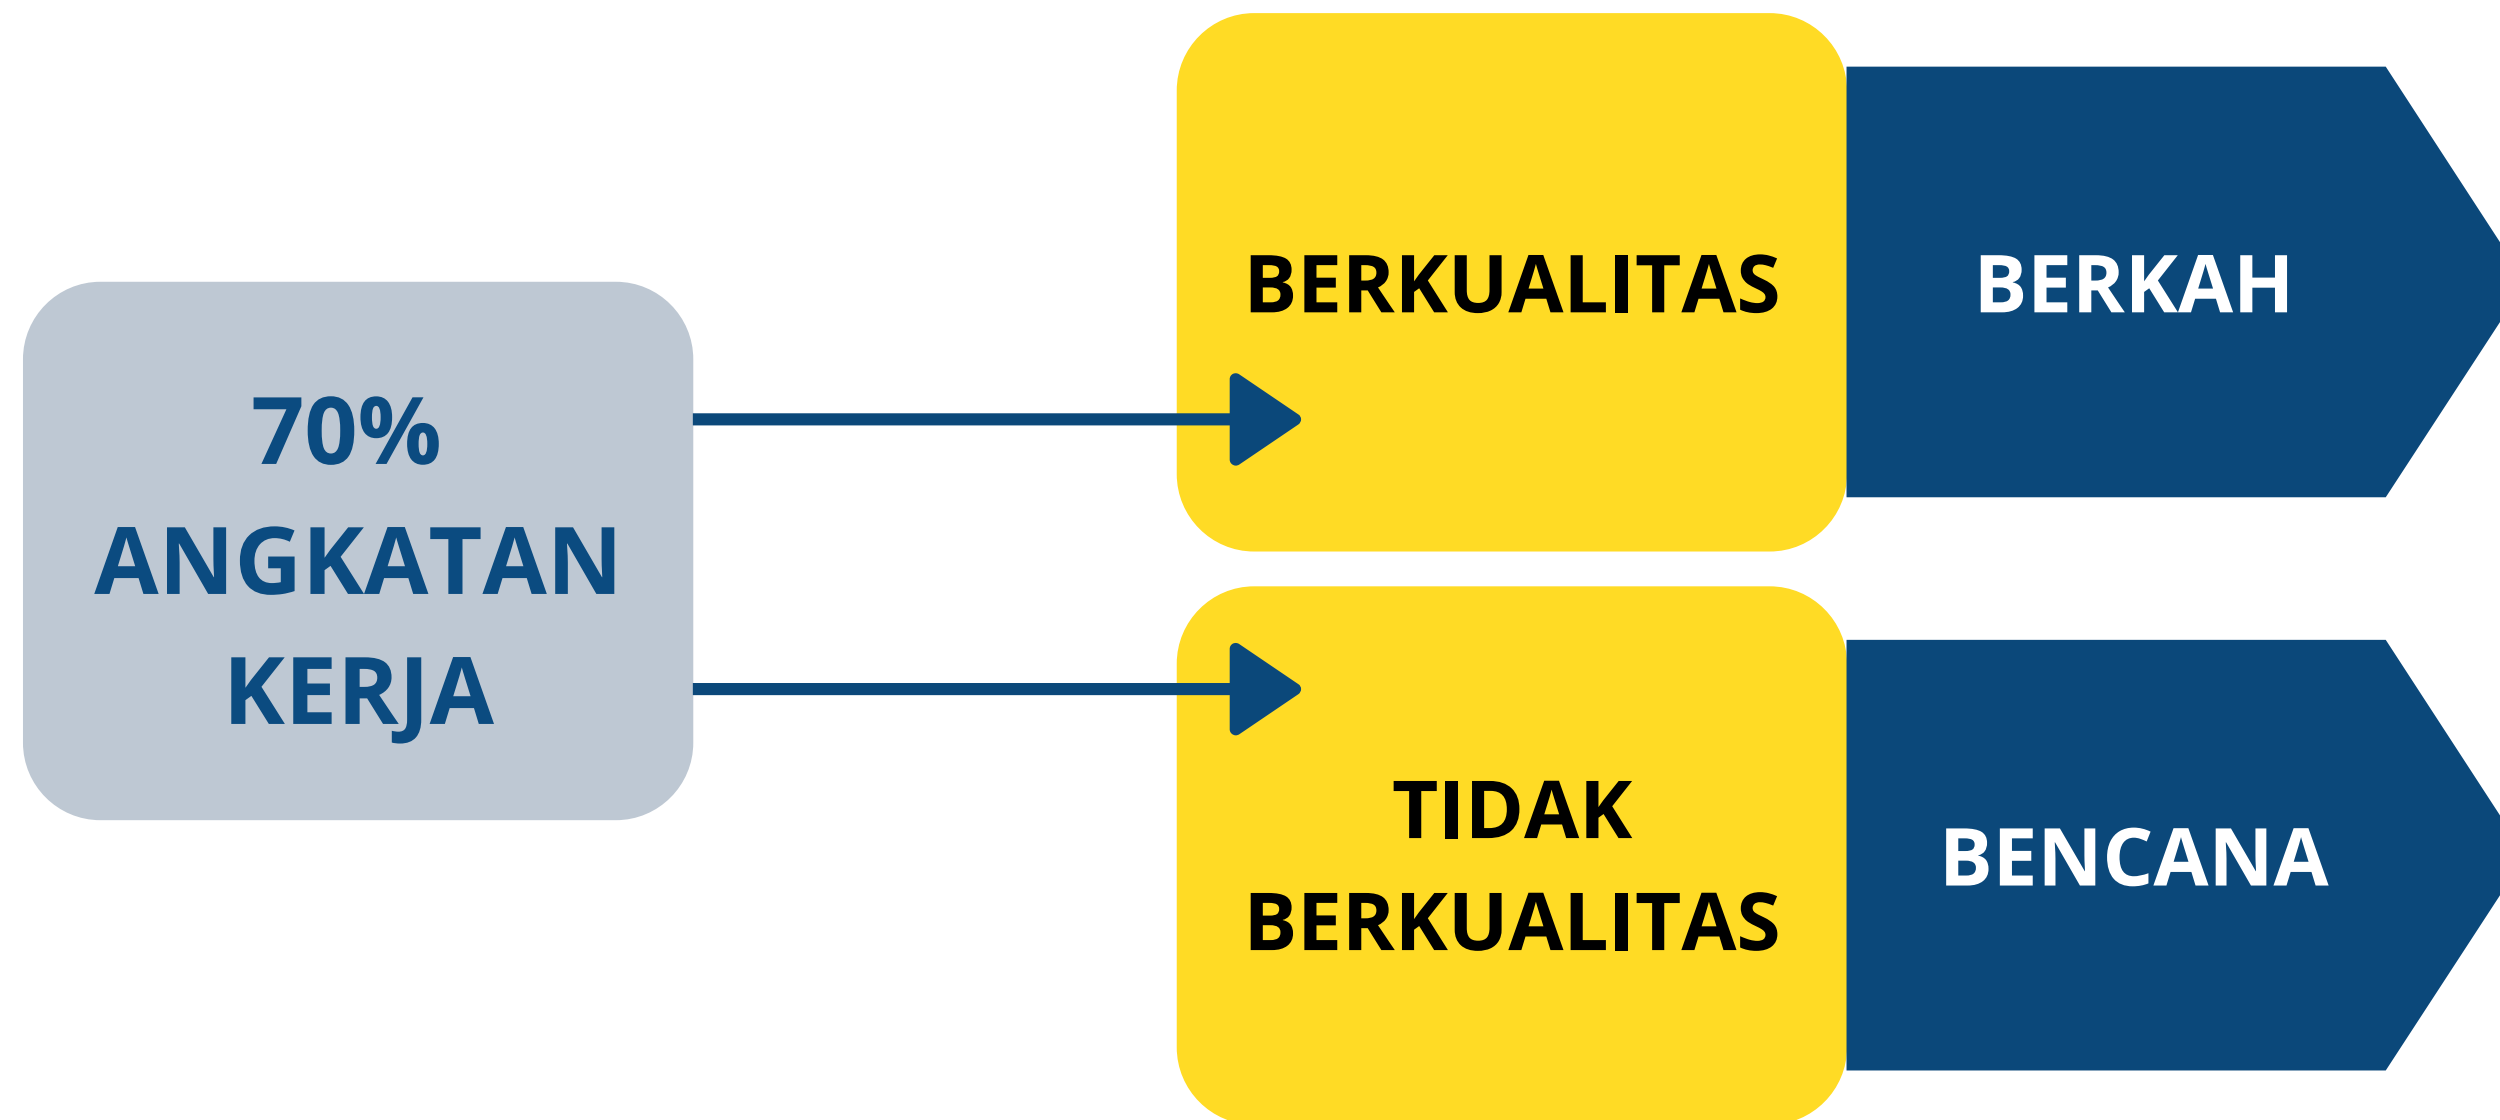 70%
ANGKATAN
KERJA
BERKUALITAS
BERKAH
TIDAK
BERKUALITAS
BENCANA